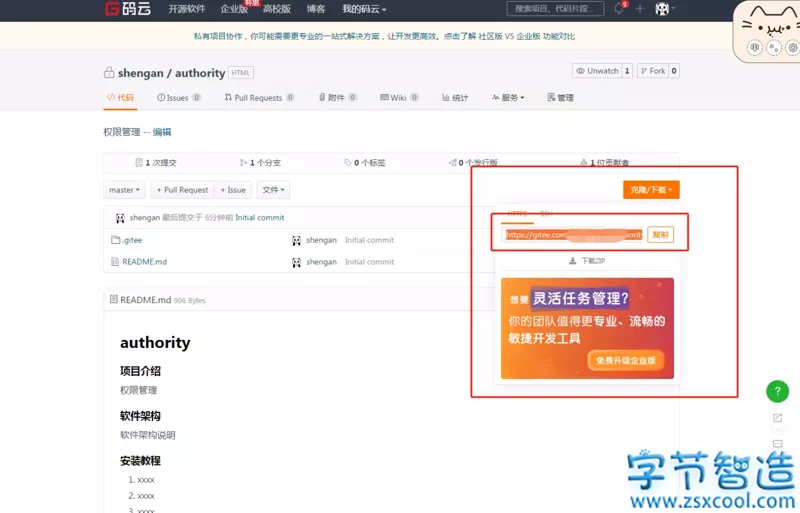 码云 开源软件 企业版 特惠 高校版 博客 我的码云 搜索项目、代码片段... 9
私有项目协作，你可能需要更专业的一站式解决方案，让开发更高效。点击了解 社区版 VS 企业版 功能对比
shengan / authority HTML Unwatch 1 Fork 0
代码 Issues 0 Pull Requests 0 附件 0 Wiki 0 统计 服务 管理
权限管理 -- 编辑
1 次提交 1 个分支 0 个标签 0 个发行版 1 位贡献者
master + Pull Request + Issue 文件 克隆/下载
HTTPS SSH
shengan 最后提交于 6分钟前 Initial commit
https://gitee.com 复制
.gitee shengan Initial commit
README.md shengan Initial commit
下载ZIP
README.md 906 Bytes
想要 灵活任务管理?
你的团队值得更专业、流畅的
敏捷开发工具
免费升级企业版
authority
项目介绍
权限管理
软件架构
软件架构说明
安装教程
1. xxxx
2. xxxx
3. xxxx
?
字节智造
www.zsxcool.com